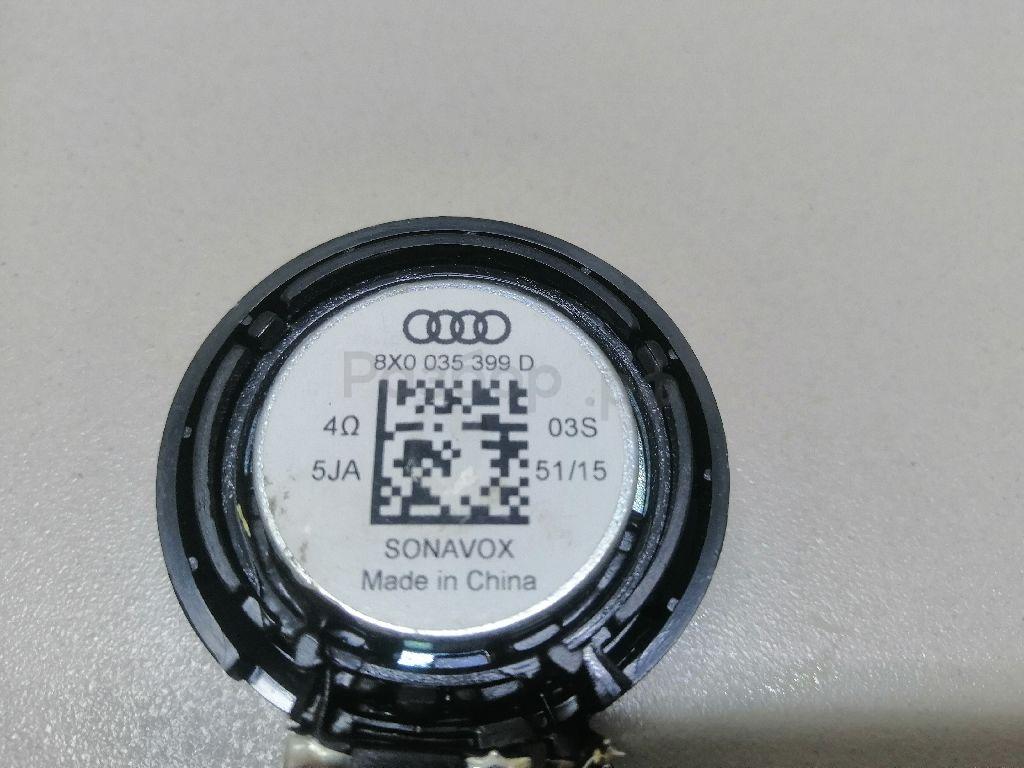 8X0 035 399 D
4Ω 03S
5JA 51/15
SONAVOX
Made in China